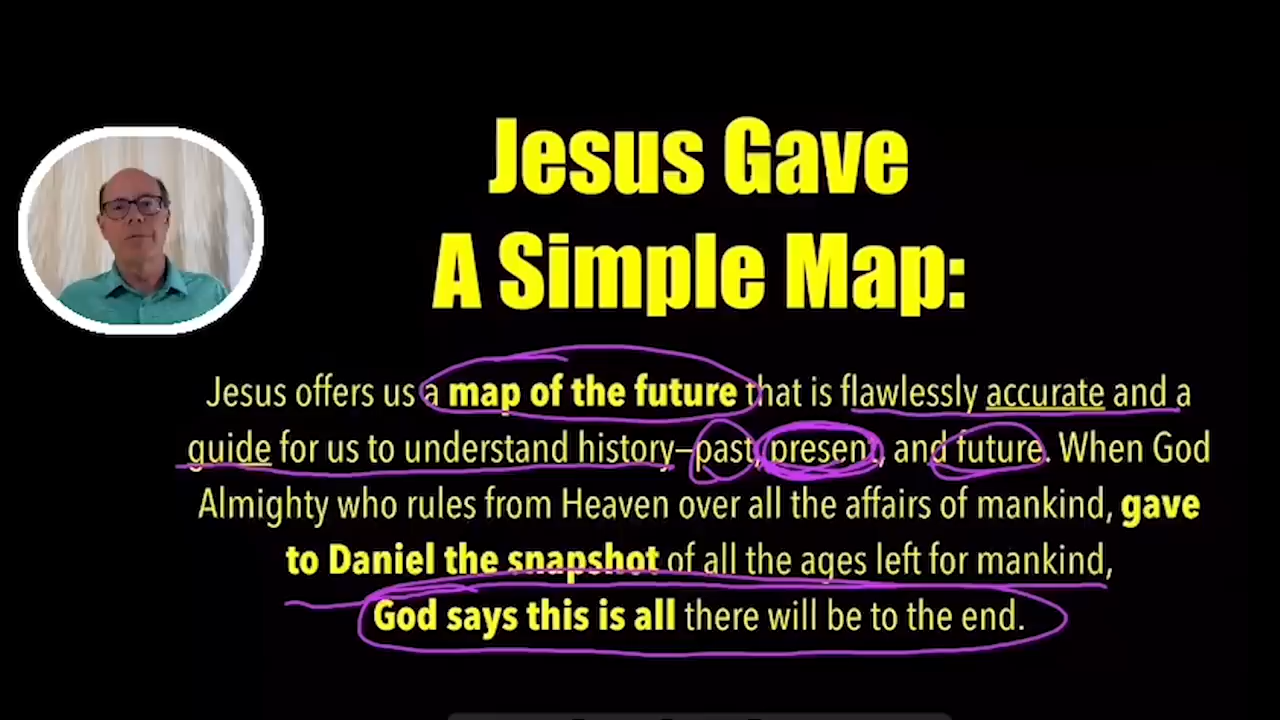 Jesus Gave
A Simple Map:
Jesus offers us a map of the future that is flawlessly accurate and a
guide for us to understand history–past, present, and future. When God
Almighty who rules from Heaven over all the affairs of mankind, gave
to Daniel the snapshot of all the ages left for mankind,
God says this is all there will be to the end.